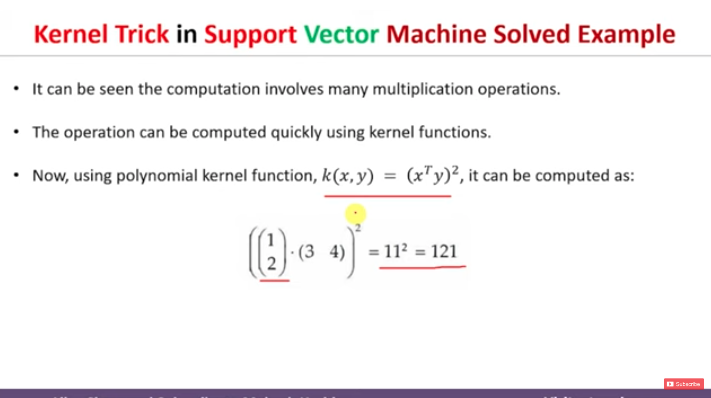 Kernel Trick in Support Vector Machine Solved Example
• It can be seen the computation involves many multiplication operations.
• The operation can be computed quickly using kernel functions.
• Now, using polynomial kernel function, k(x, y) = (xᵀy)², it can be computed as:
((1 2) · (3 4))² = 11² = 121
Subscribe